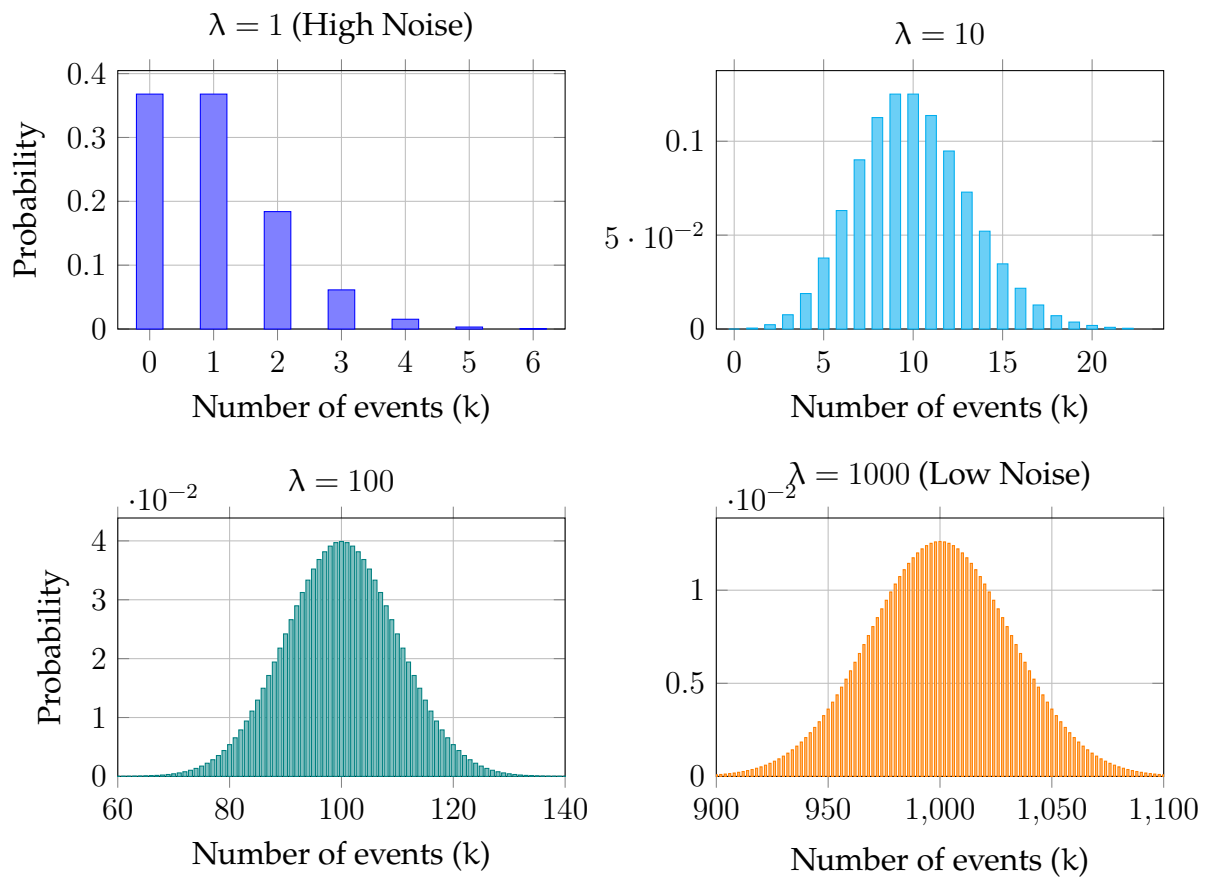 λ = 1 (High Noise)
Probability
0.4
0.3
0.2
0.1
0
0 1 2 3 4 5 6
Number of events (k)
λ = 10
0.1
5 · 10⁻²
0
0 5 10 15 20
Number of events (k)
λ = 100
·10⁻²
Probability
4
3
2
1
0
60 80 100 120 140
Number of events (k)
λ = 1000 (Low Noise)
·10⁻²
1
0.5
0
900 950 1,000 1,050 1,100
Number of events (k)